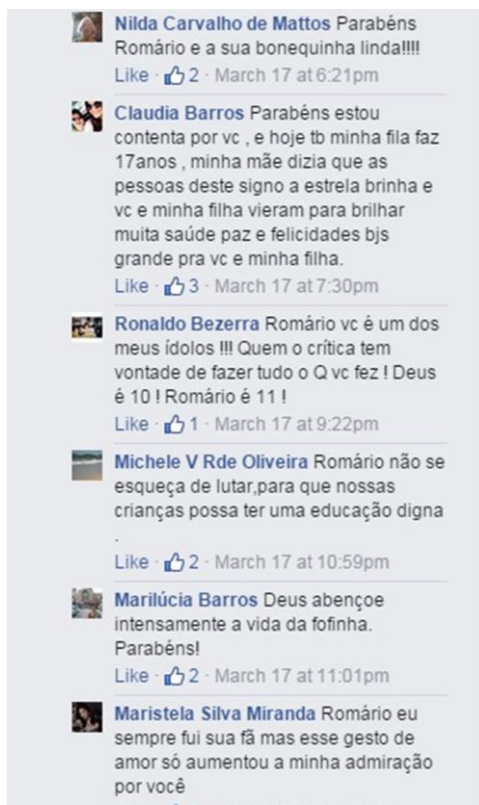 Nilda Carvalho de Mattos Parabéns
Romário e a sua bonequinha linda!!!!
Like · 2 · March 17 at 6:21pm
Claudia Barros Parabéns estou
contenta por vc , e hoje tb minha fila faz
17anos , minha mãe dizia que as
pessoas deste signo a estrela brinha e
vc e minha filha vieram para brilhar
muita saúde paz e felicidades bjs
grande pra vc e minha filha.
Like · 3 · March 17 at 7:30pm
Ronaldo Bezerra Romário vc é um dos
meus ídolos !!! Quem o crítica tem
vontade de fazer tudo o Q vc fez ! Deus
é 10 ! Romário é 11 !
Like · 1 · March 17 at 9:22pm
Michele V Rde Oliveira Romário não se
esqueça de lutar,para que nossas
crianças possa ter uma educação digna
.
Like · 2 · March 17 at 10:59pm
Marilúcia Barros Deus abençoe
intensamente a vida da fofinha.
Parabéns!
Like · 2 · March 17 at 11:01pm
Maristela Silva Miranda Romário eu
sempre fui sua fã mas esse gesto de
amor só aumentou a minha admiração
por você